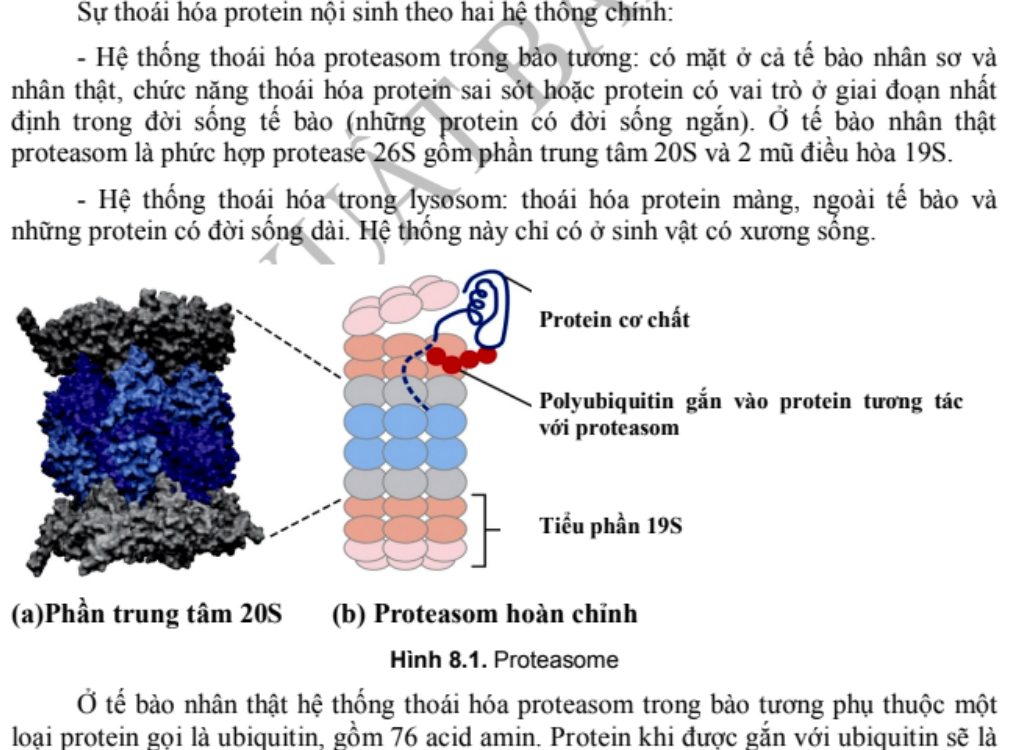 Sự thoái hóa protein nội sinh theo hai hệ thống chính:
- Hệ thống thoái hóa proteasom trong bào tương: có mặt ở cả tế bào nhân sơ và
nhân thật, chức năng thoái hóa protein sai sót hoặc protein có vai trò ở giai đoạn nhất
định trong đời sống tế bào (những protein có đời sống ngắn). Ở tế bào nhân thật
proteasom là phức hợp protease 26S gồm phần trung tâm 20S và 2 mũ điều hòa 19S.
- Hệ thống thoái hóa trong lysosom: thoái hóa protein màng, ngoài tế bào và
những protein có đời sống dài. Hệ thống này chỉ có ở sinh vật có xương sống.
Protein cơ chất
Polyubiquitin gắn vào protein tương tác
với proteasom
Tiểu phần 19S
(a)Phần trung tâm 20S (b) Proteasom hoàn chỉnh
Hình 8.1. Proteasome
Ở tế bào nhân thật hệ thống thoái hóa proteasom trong bào tương phụ thuộc một
loại protein gọi là ubiquitin, gồm 76 acid amin. Protein khi được gắn với ubiquitin sẽ là